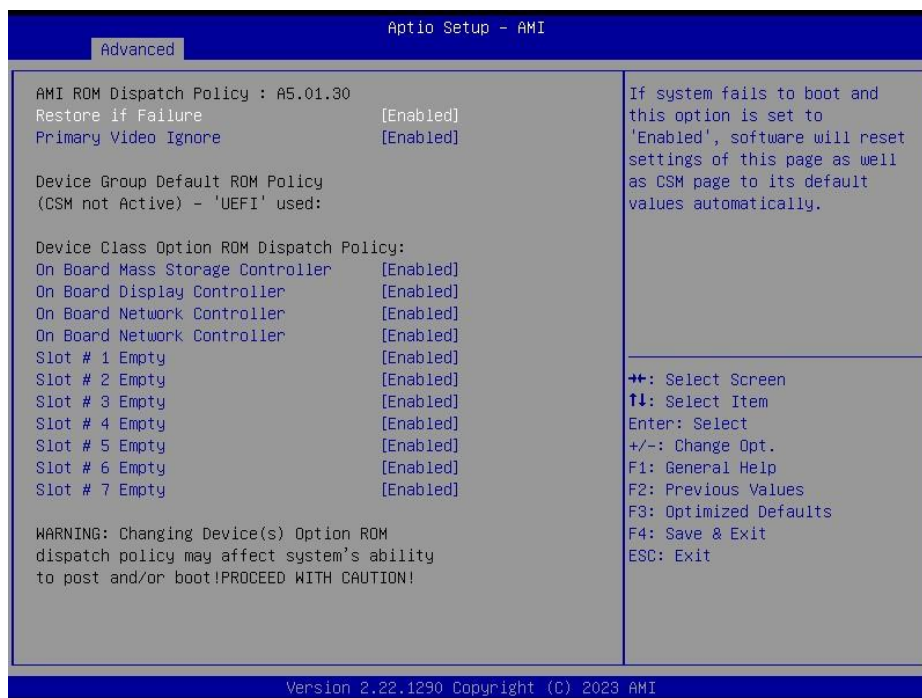 Aptio Setup – AMI
Advanced
AMI ROM Dispatch Policy : A5.01.30
Restore if Failure [Enabled]
Primary Video Ignore [Enabled]
Device Group Default ROM Policy
(CSM not Active) – 'UEFI' used:
Device Class Option ROM Dispatch Policy:
On Board Mass Storage Controller [Enabled]
On Board Display Controller [Enabled]
On Board Network Controller [Enabled]
On Board Network Controller [Enabled]
Slot # 1 Empty [Enabled]
Slot # 2 Empty [Enabled]
Slot # 3 Empty [Enabled]
Slot # 4 Empty [Enabled]
Slot # 5 Empty [Enabled]
Slot # 6 Empty [Enabled]
Slot # 7 Empty [Enabled]
WARNING: Changing Device(s) Option ROM
dispatch policy may affect system's ability
to post and/or boot!PROCEED WITH CAUTION!
If system fails to boot and
this option is set to
'Enabled', software will reset
settings of this page as well
as CSM page to its default
values automatically.
→←: Select Screen
↑↓: Select Item
Enter: Select
+/-: Change Opt.
F1: General Help
F2: Previous Values
F3: Optimized Defaults
F4: Save & Exit
ESC: Exit
Version 2.22.1290 Copyright (C) 2023 AMI